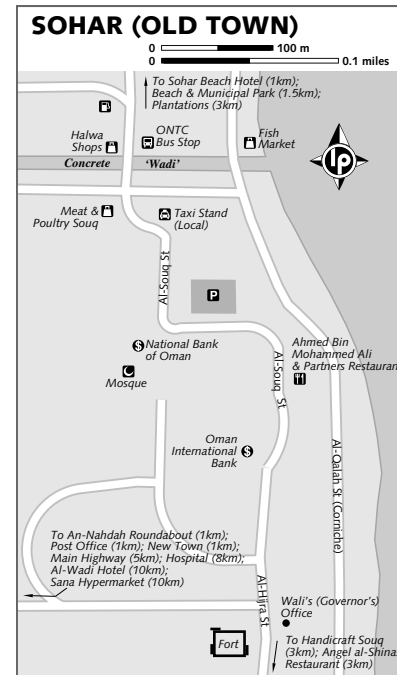 SOHAR (OLD TOWN)
0 100 m
0 0.1 miles
To Sohar Beach Hotel (1km);
Beach & Municipal Park (1.5km);
Plantations (3km)
Halwa
Shops
ONTC
Bus Stop
Fish
Market
Concrete 'Wadi'
lp
Meat &
Poultry Souq
Taxi Stand
(Local)
Al-Souq St
P
National Bank
of Oman
Mosque
Al-Souq St
Ahmed Bin
Mohammed Ali
& Partners Restaurant
Oman
International
Bank
Al-Qalah St (Corniche)
To An-Nahdah Roundabout (1km);
Post Office (1km); New Town (1km);
Main Highway (5km); Hospital (8km);
Al-Wadi Hotel (10km);
Sana Hypermarket (10km)
Al-Hijra St
Wali's (Governor's)
Office
Fort
To Handicraft Souq
(3km); Angel al-Shinas
Restaurant (3km)